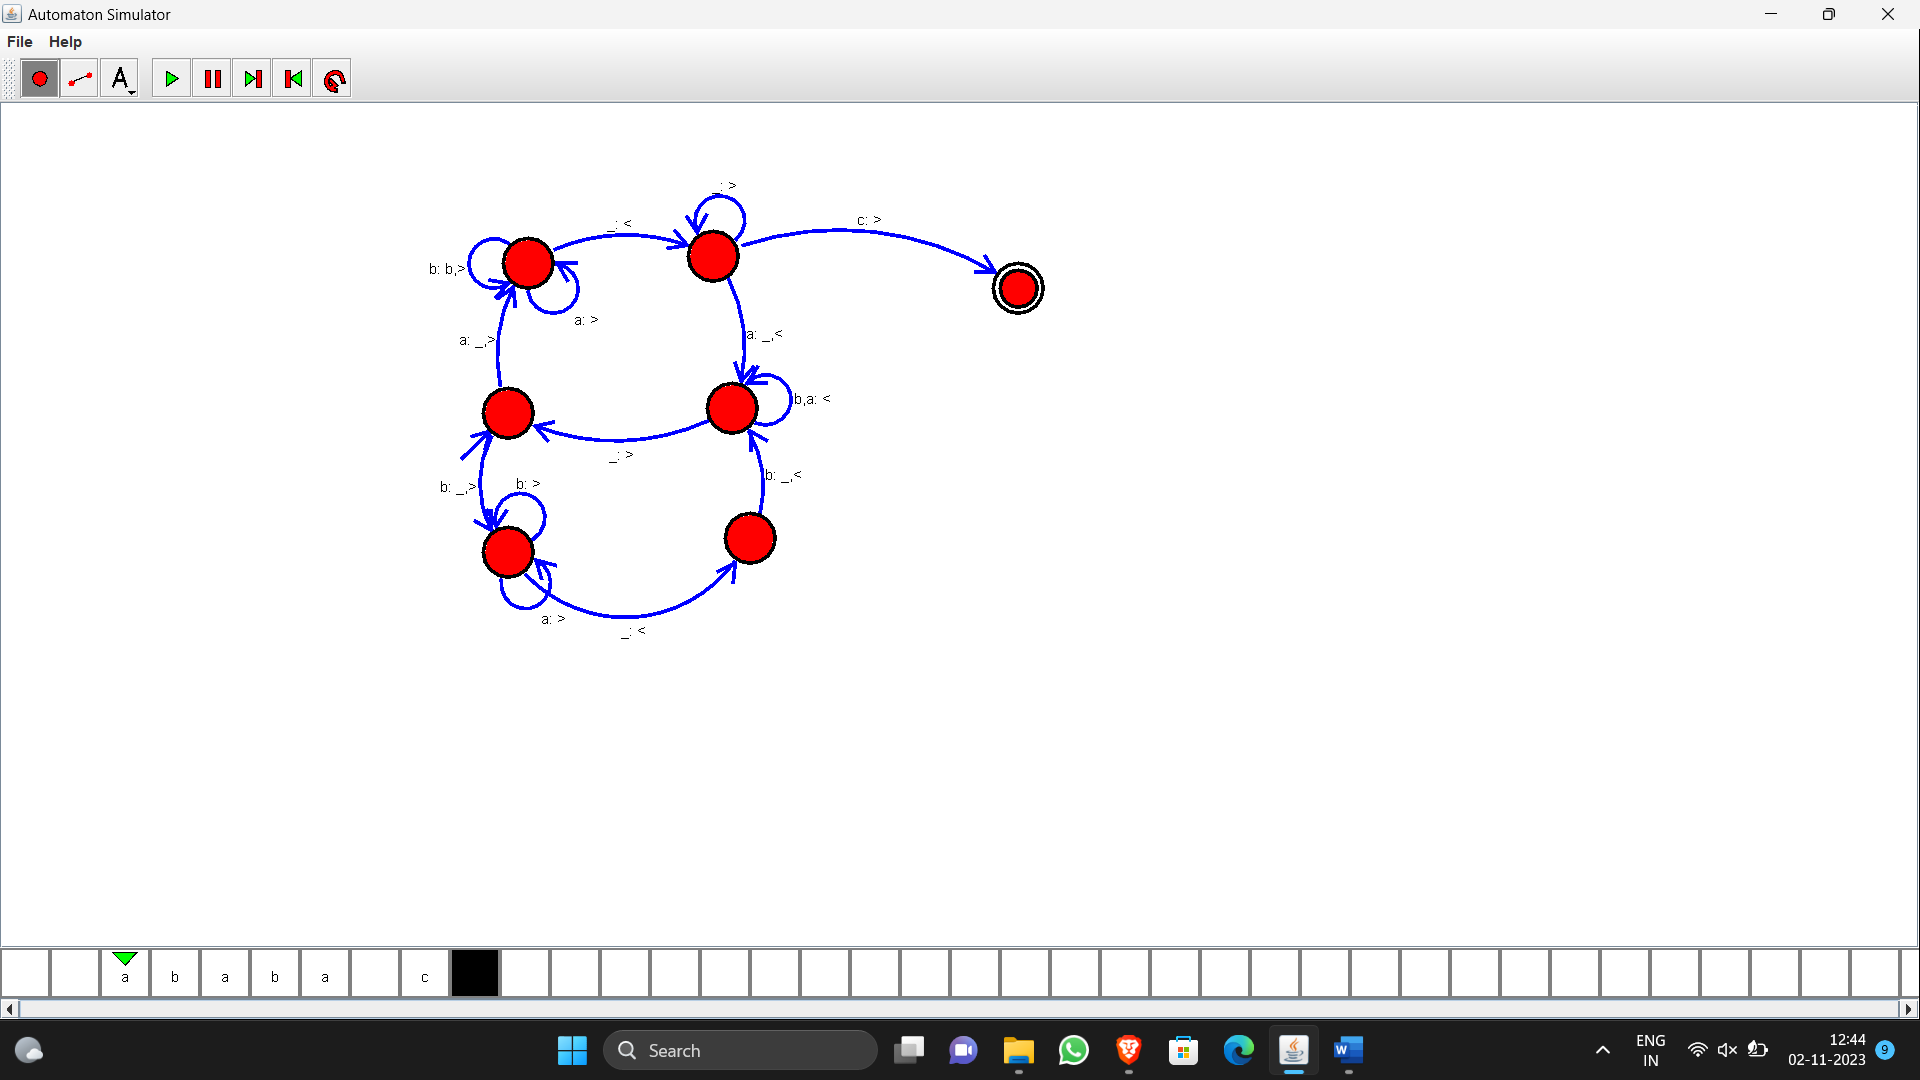 Automaton Simulator
File Help
A
_: >
_: <
c: >
b: b,>
a: >
a: _,>
a: _,<
b,a: <
_: >
b: _,<
b: _,>
b: >
a: >
_: <
a b a b a c
Search
ENG
IN
12:44
02-11-2023
9
W